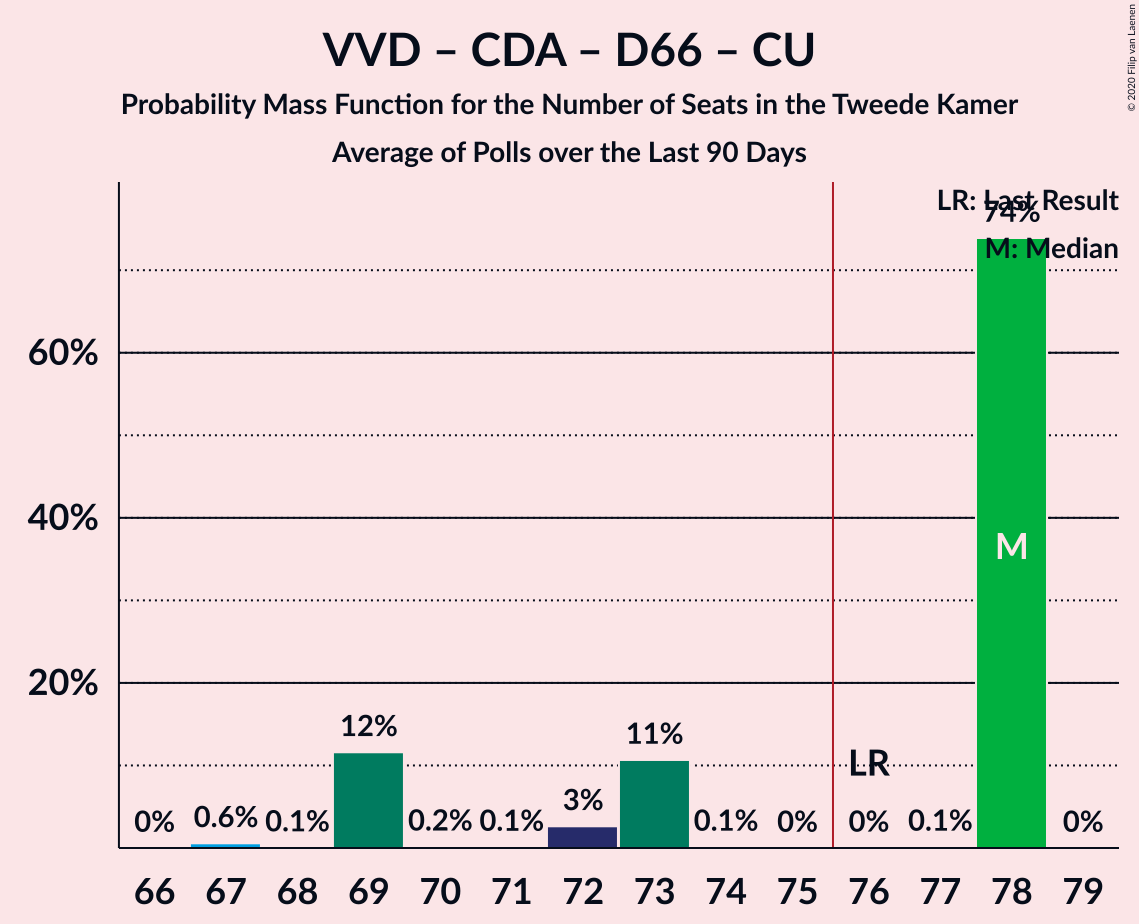 VVD – CDA – D66 – CU
Probability Mass Function for the Number of Seats in the Tweede Kamer
Average of Polls over the Last 90 Days
© 2020 Filip van Laenen
LR: Last Result
74%
M: Median
60%
M
40%
20%
12%
11%
LR
3%
0% 0.6% 0.1% 0.2% 0.1% 0.1% 0% 0% 0.1% 0%
66 67 68 69 70 71 72 73 74 75 76 77 78 79